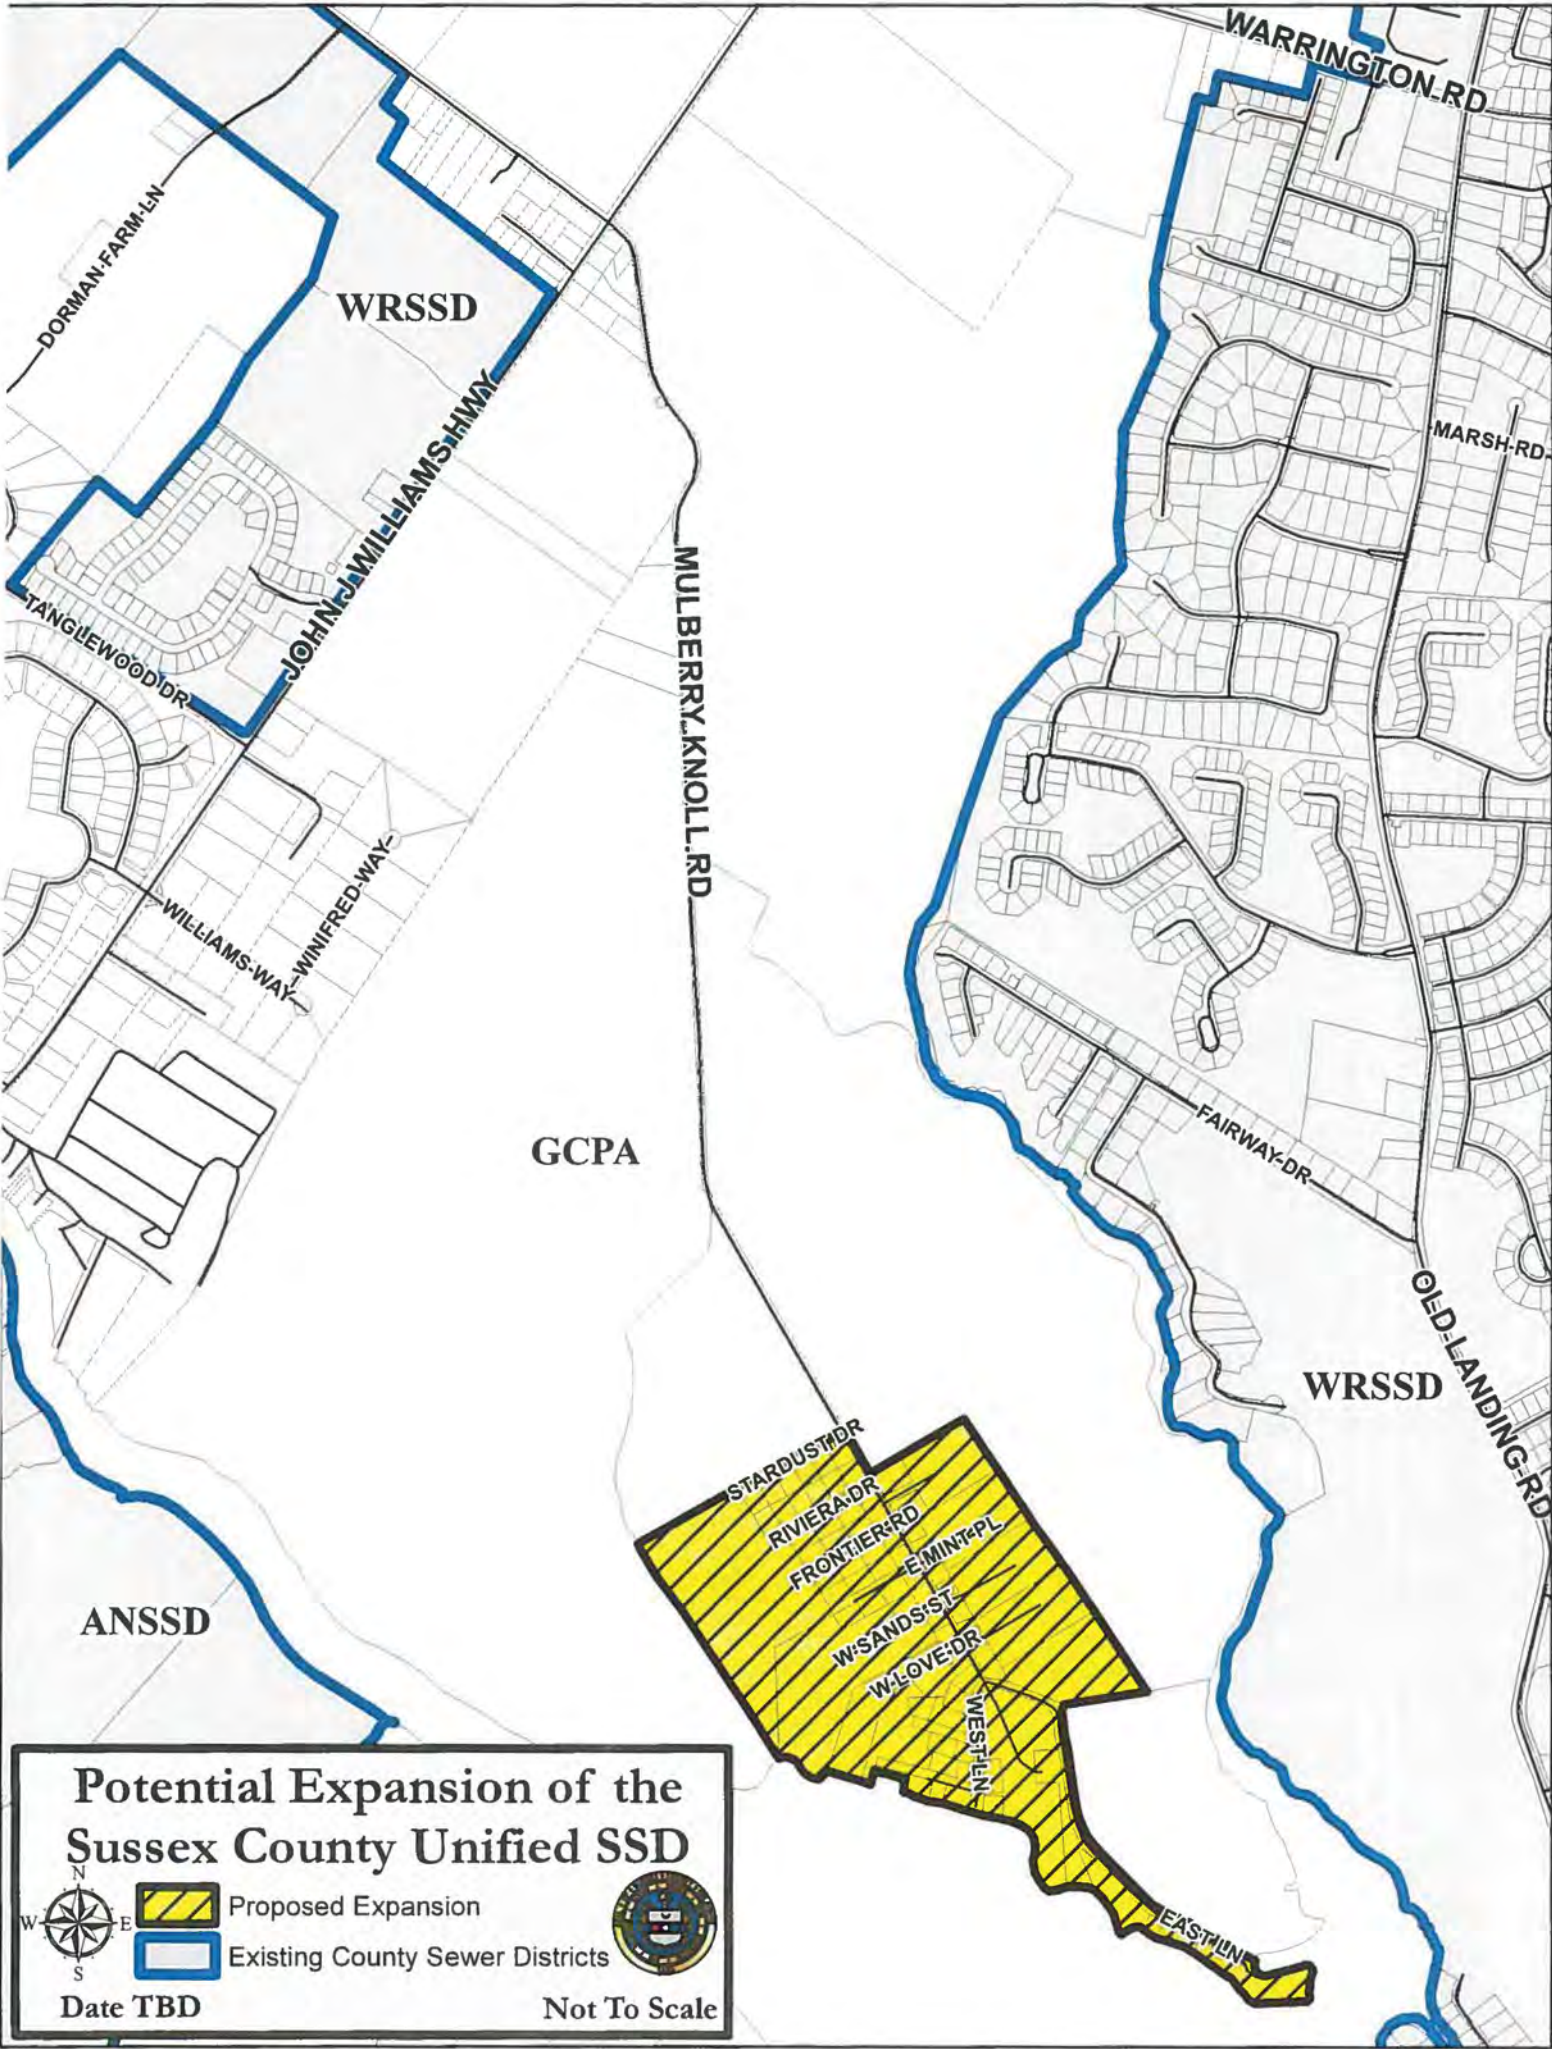 WARRINGTON RD
DORMAN FARM LN
WRSSD
JOHN J WILLIAMS HWY
MARSH RD
TANGLEWOOD DR
MULBERRY KNOLL RD
WINIFRED WAY
WILLIAMS WAY
GCPA
FAIRWAY DR
OLD LANDING RD
WRSSD
STARDUST DR
RIVIERA DR
FRONTIER RD
E MINT PL
W SANDS ST
W LOVE DR
WEST LN
ANSSD
EAST LN
Potential Expansion of the
Sussex County Unified SSD
N
W E
S
Proposed Expansion
Existing County Sewer Districts
Date TBD
Not To Scale